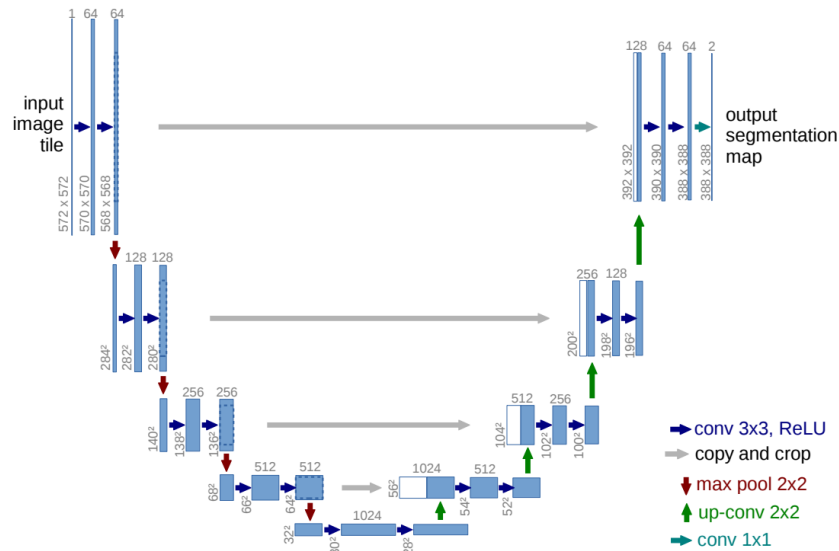 1 64 64
input
image
tile
572 x 572
570 x 570
568 x 568
128 64 64 2
output
segmentation
map
392 x 392
390 x 390
388 x 388
388 x 388
128 128
284²
282²
280²
256 128
200²
198²
196²
256 256
140²
138²
136²
512 256
104²
102²
100²
512 512
68²
66²
64²
1024 512
56²
54²
52²
1024
32²
conv 3x3, ReLU
copy and crop
max pool 2x2
up-conv 2x2
conv 1x1